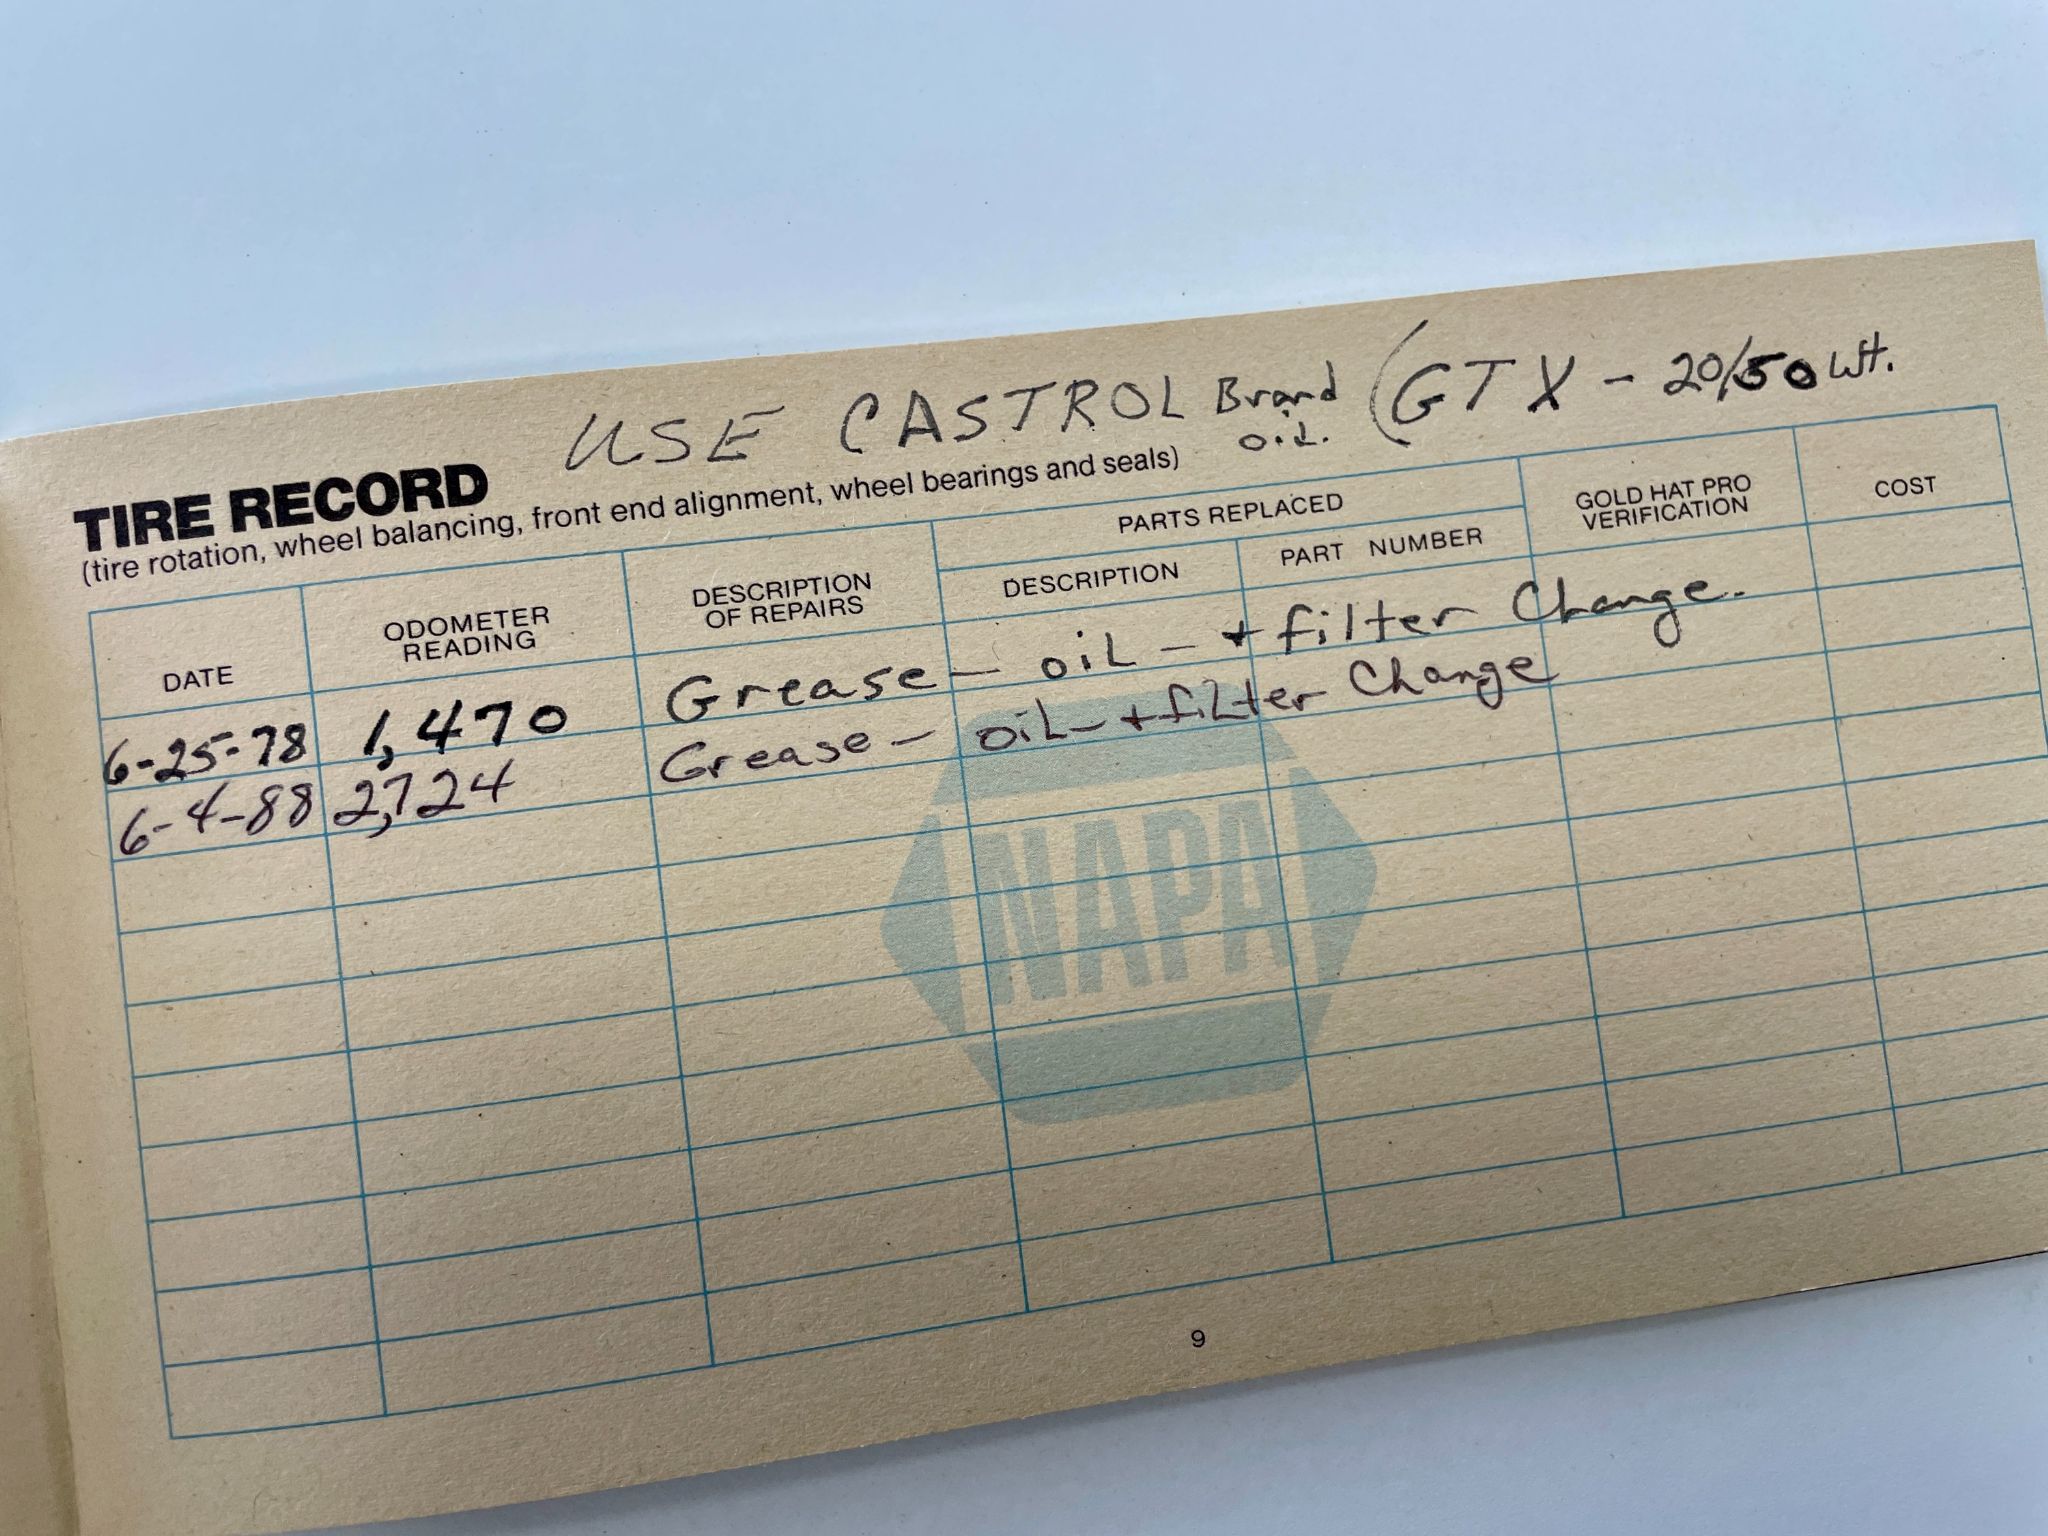 USE CASTROL Brand oil. (GTX - 20/50 Wt.
TIRE RECORD
(tire rotation, wheel balancing, front end alignment, wheel bearings and seals)
DATE
ODOMETER
READING
DESCRIPTION
OF REPAIRS
PARTS REPLACED
DESCRIPTION
PART NUMBER
GOLD HAT PRO
VERIFICATION
COST
6-25-78 1,470 Grease - oil - + filter Change.
6-4-88 2,724 Grease - oil - + filter Change
NAPA
9